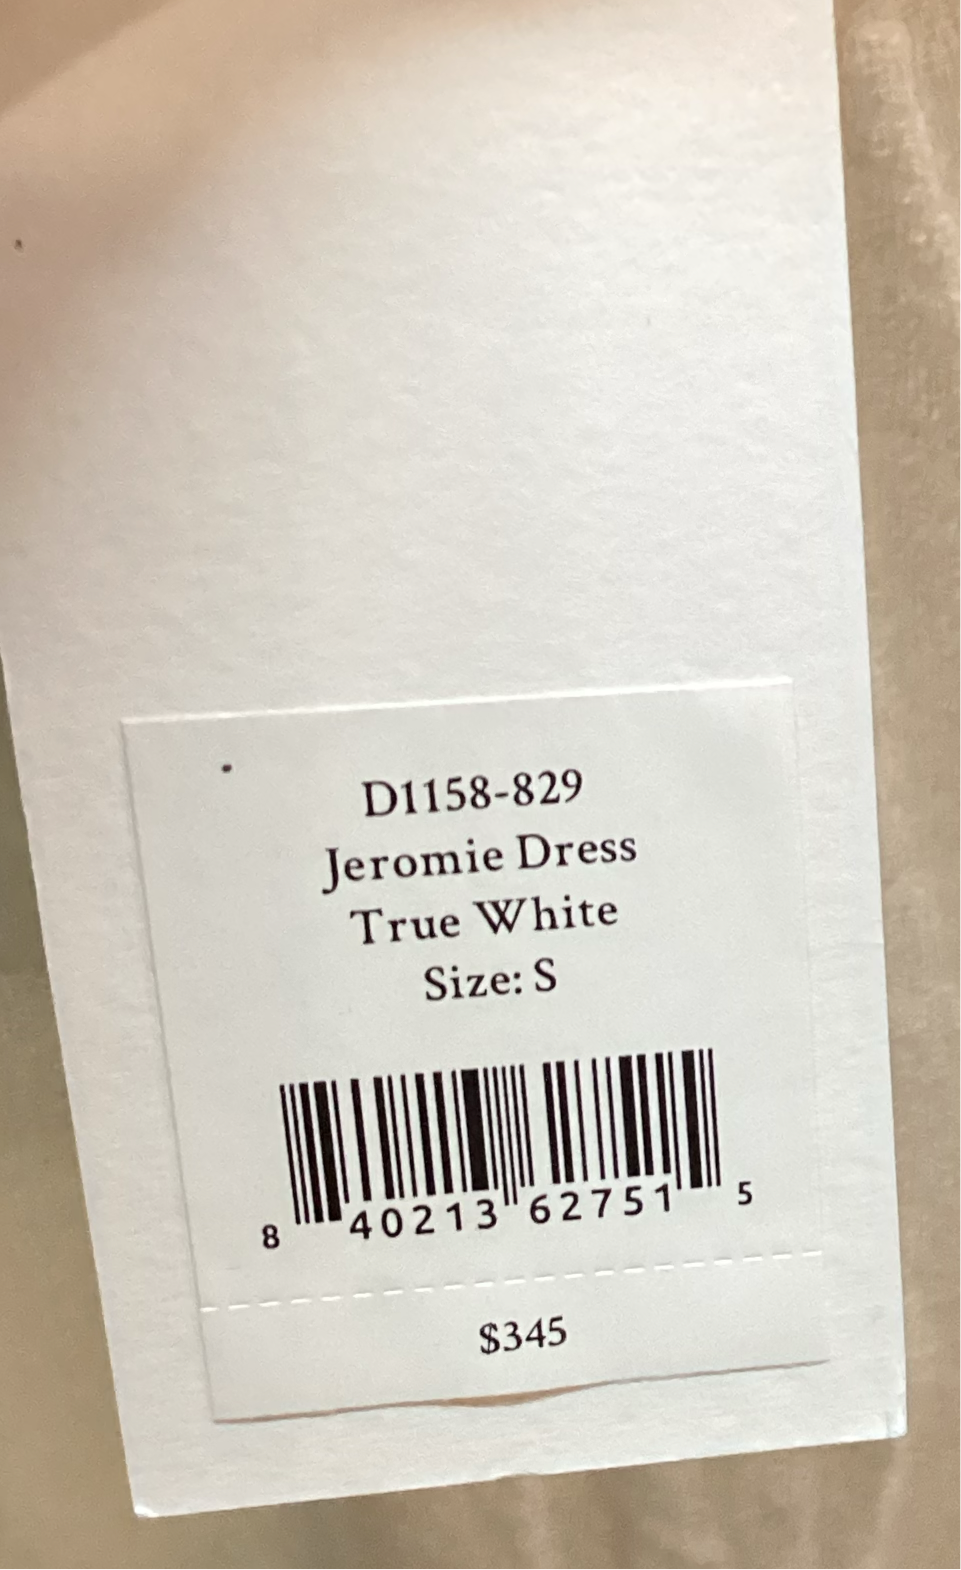 D1158-829
Jeromie Dress
True White
Size: S
8 40213 62751 5
$345